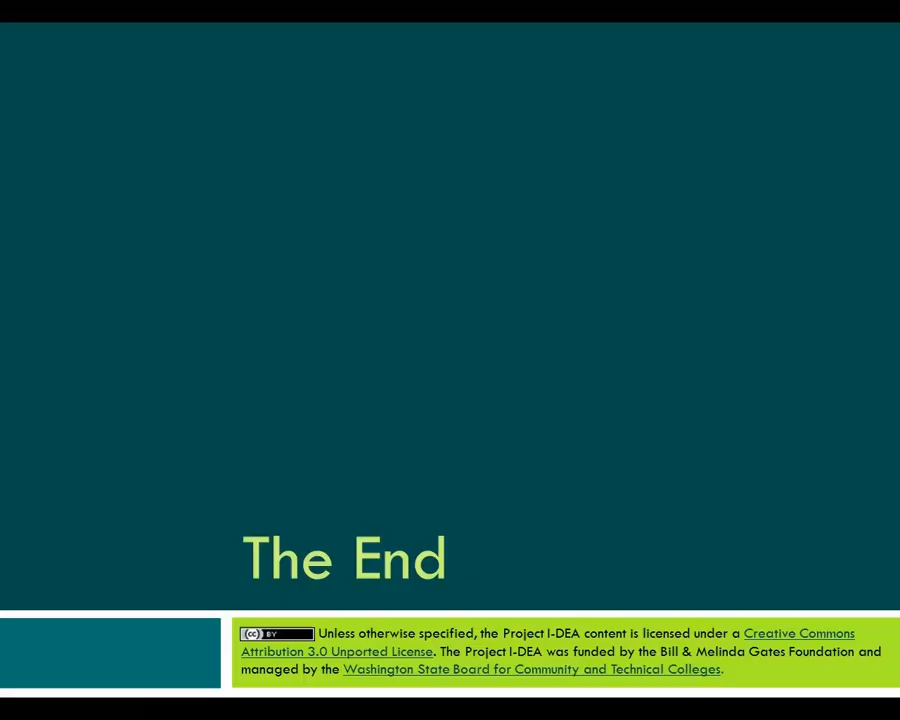 The End
(cc) BY Unless otherwise specified, the Project I-DEA content is licensed under a Creative Commons
Attribution 3.0 Unported License. The Project I-DEA was funded by the Bill & Melinda Gates Foundation and
managed by the Washington State Board for Community and Technical Colleges.